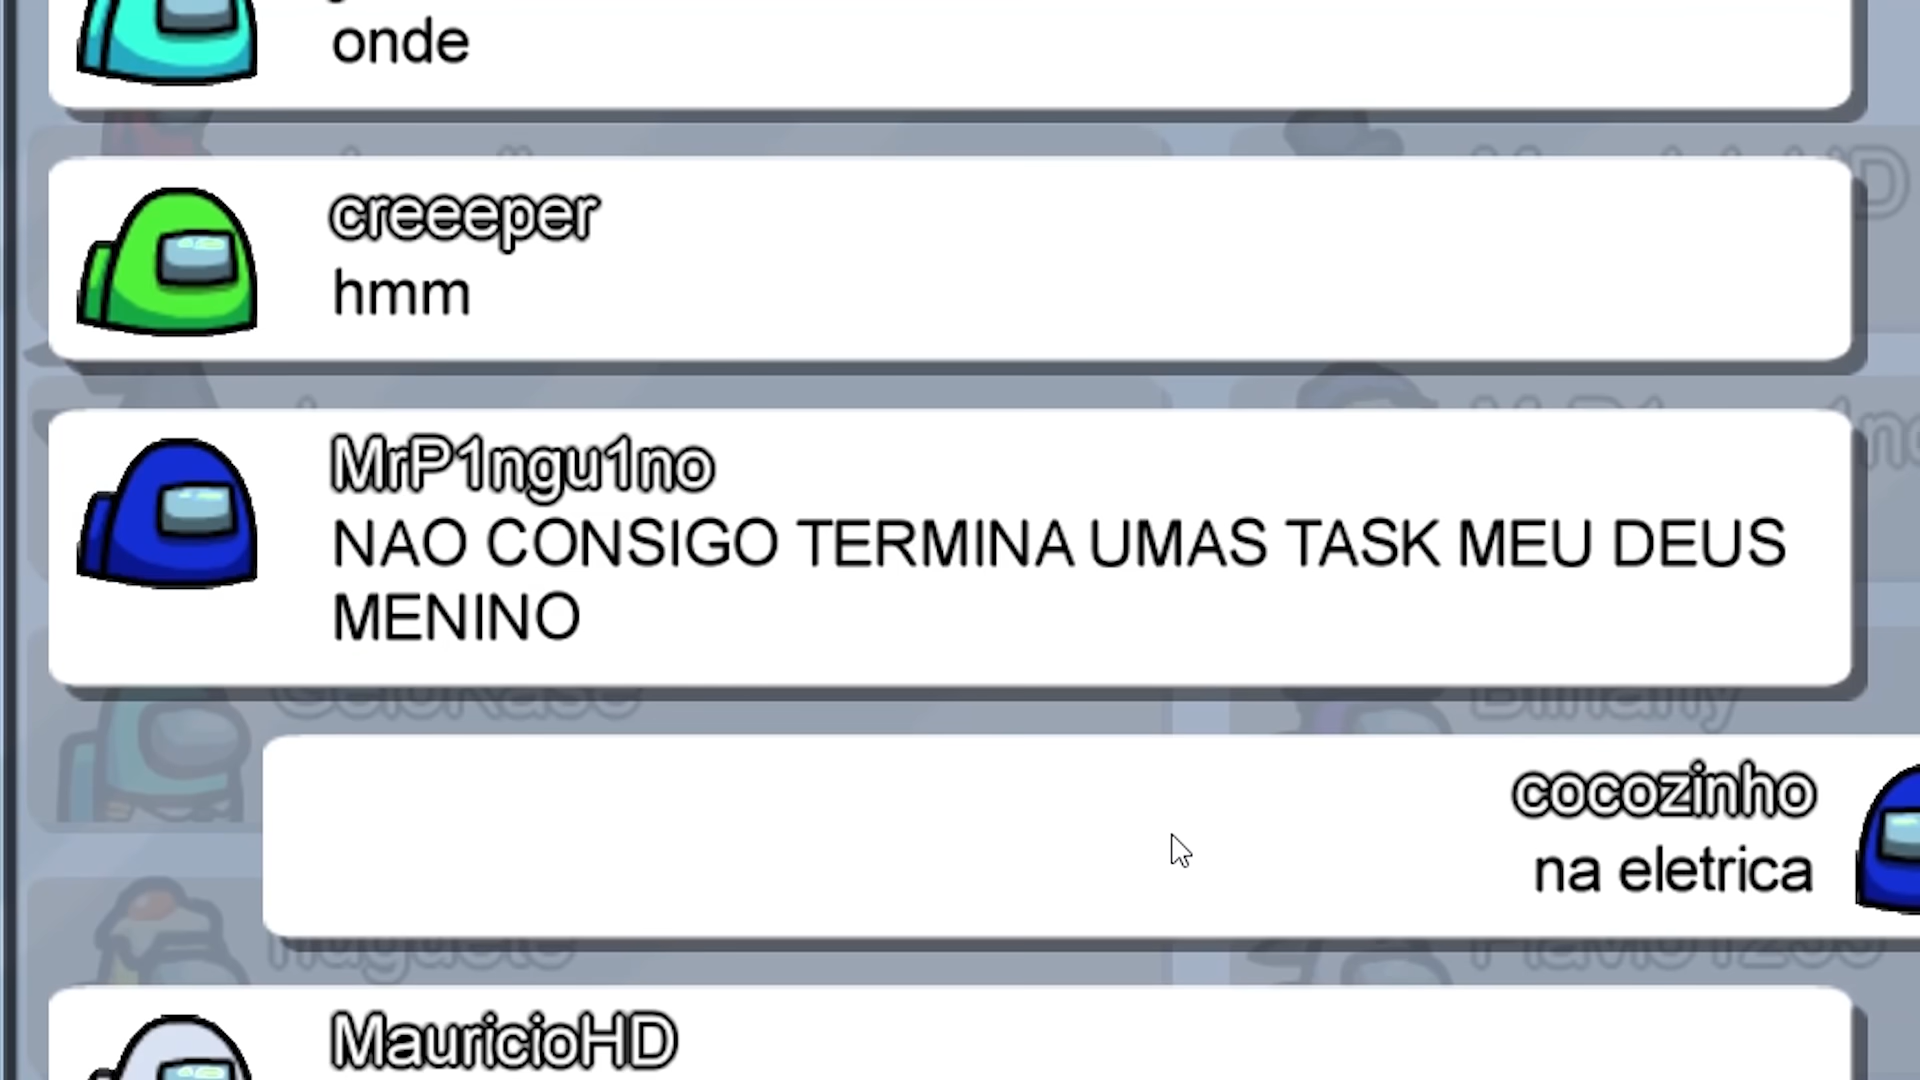 onde
creeeper
hmm
MrP1ngu1no
NAO CONSIGO TERMINA UMAS TASK MEU DEUS
MENINO
cocozinho
na eletrica
MauricioHD